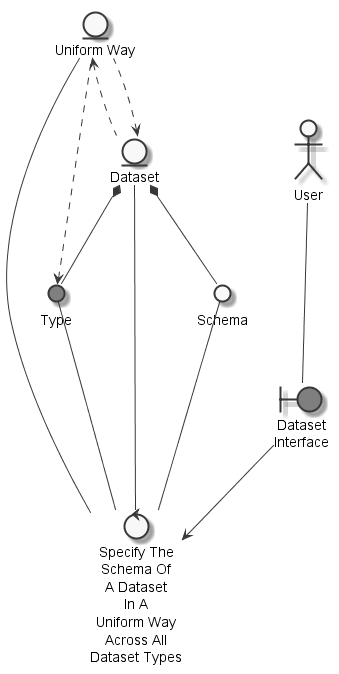 Uniform Way
Dataset
User
Type
Schema
Dataset
Interface
Specify The
Schema Of
A Dataset
In A
Uniform Way
Across All
Dataset Types